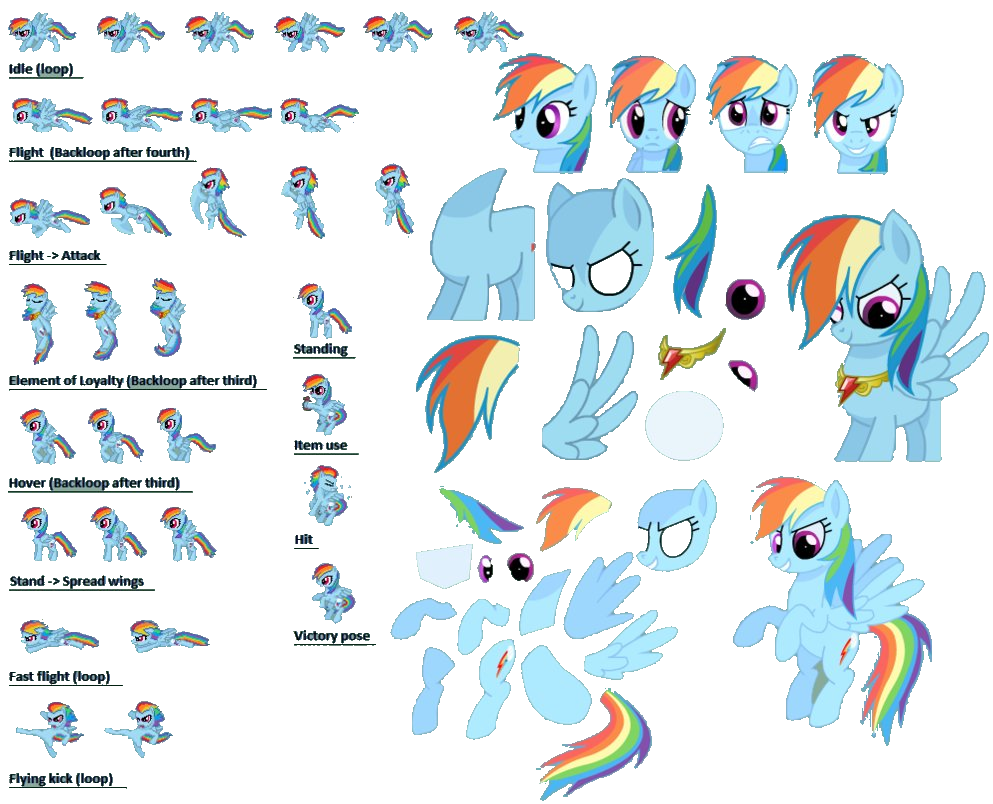 Idle (loop)
Flight (Backloop after fourth)
Flight -> Attack
Element of Loyalty (Backloop after third)
Hover (Backloop after third)
Stand -> Spread wings
Fast flight (loop)
Flying kick (loop)
Standing
Item use
Hit
Victory pose